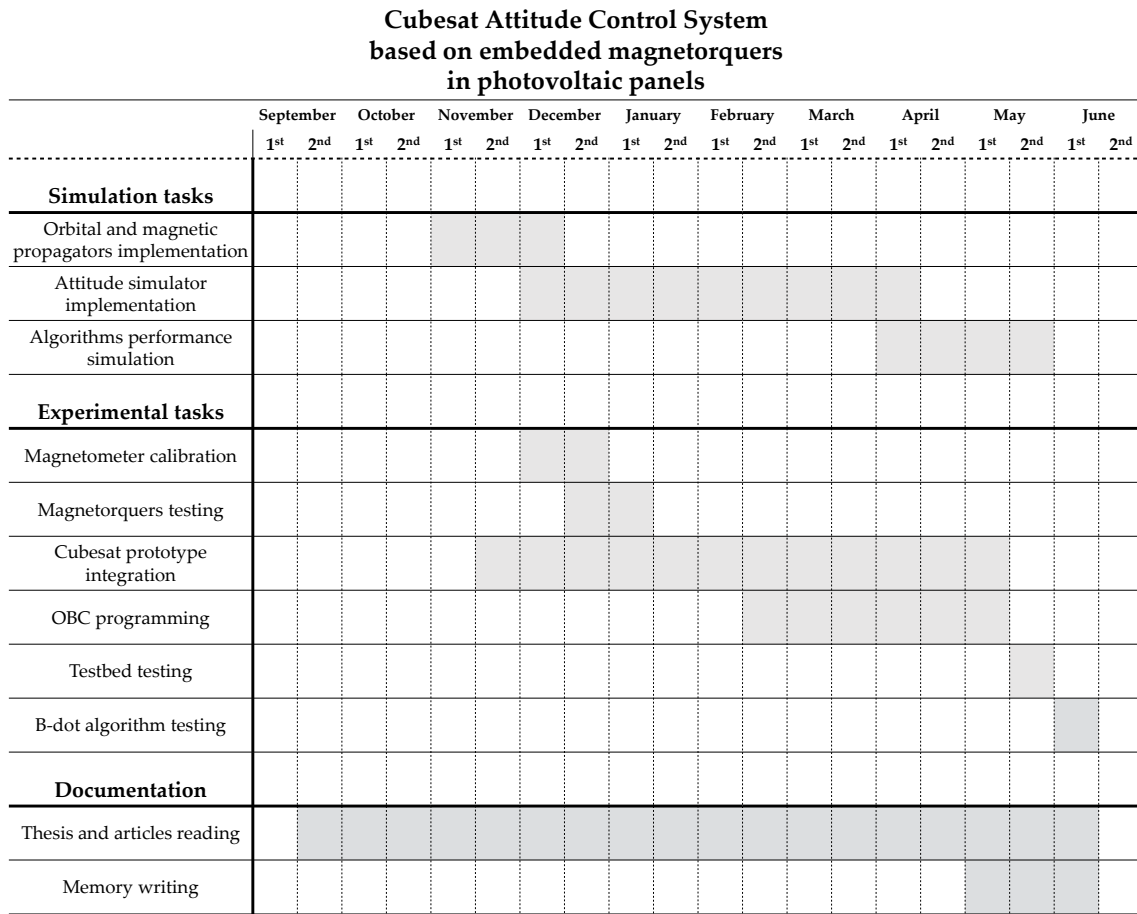 Cubesat Attitude Control System
based on embedded magnetorquers
in photovoltaic panels
September October November December January February March April May June
1st 2nd 1st 2nd 1st 2nd 1st 2nd 1st 2nd 1st 2nd 1st 2nd 1st 2nd 1st 2nd 1st 2nd
Simulation tasks
Orbital and magnetic
propagators implementation
Attitude simulator
implementation
Algorithms performance
simulation
Experimental tasks
Magnetometer calibration
Magnetorquers testing
Cubesat prototype
integration
OBC programming
Testbed testing
B-dot algorithm testing
Documentation
Thesis and articles reading
Memory writing